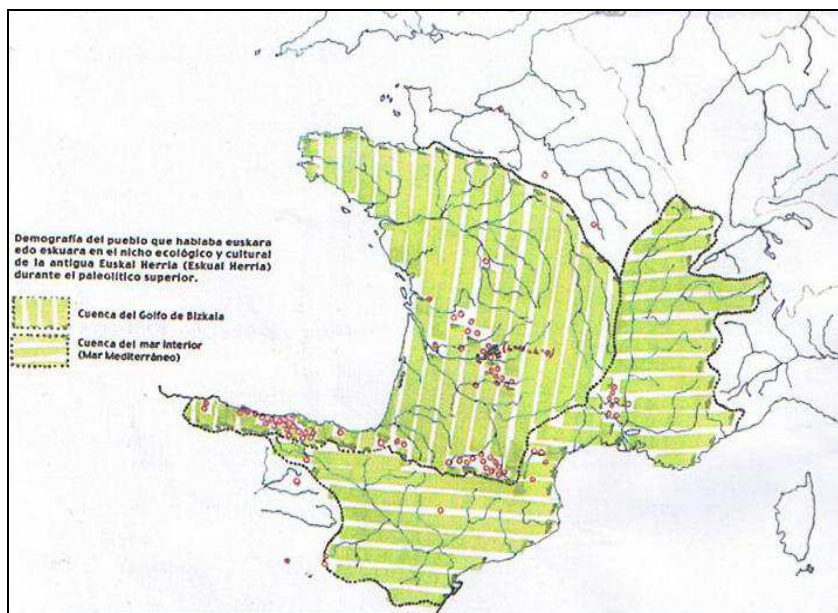 Demografía del pueblo que hablaba euskara
edo eskuara en el nicho ecológico y cultural
de la antigua Euskal Herria (Eskual Herria)
durante el paleolítico superior.
Cuenca del Golfo de Bizkaia
Cuenca del mar interior
(Mar Mediterráneo)